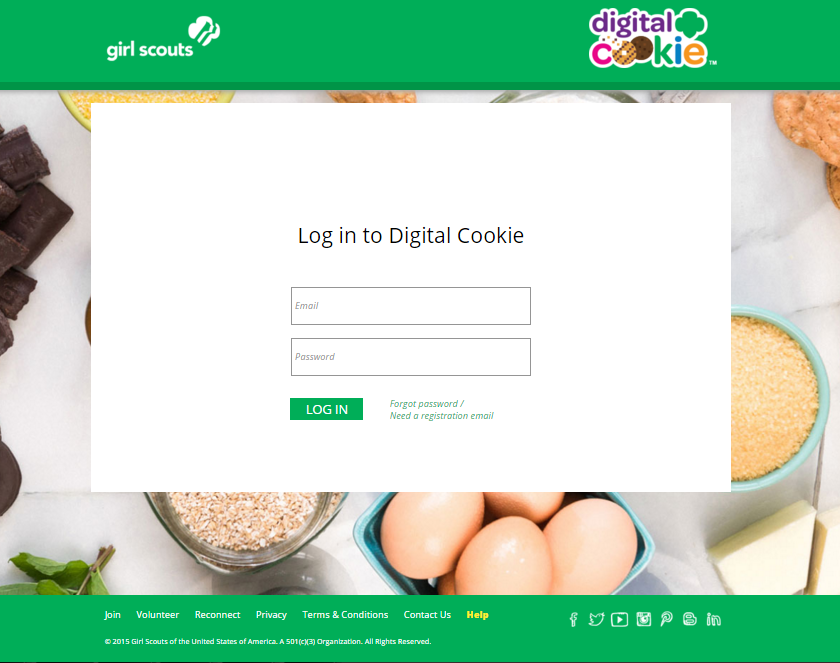 girl scouts
digital
cookie™
Log in to Digital Cookie
Email
Password
LOG IN
Forgot password /
Need a registration email
Join Volunteer Reconnect Privacy Terms & Conditions Contact Us Help
© 2015 Girl Scouts of the United States of America. A 501(c)(3) Organization. All Rights Reserved.